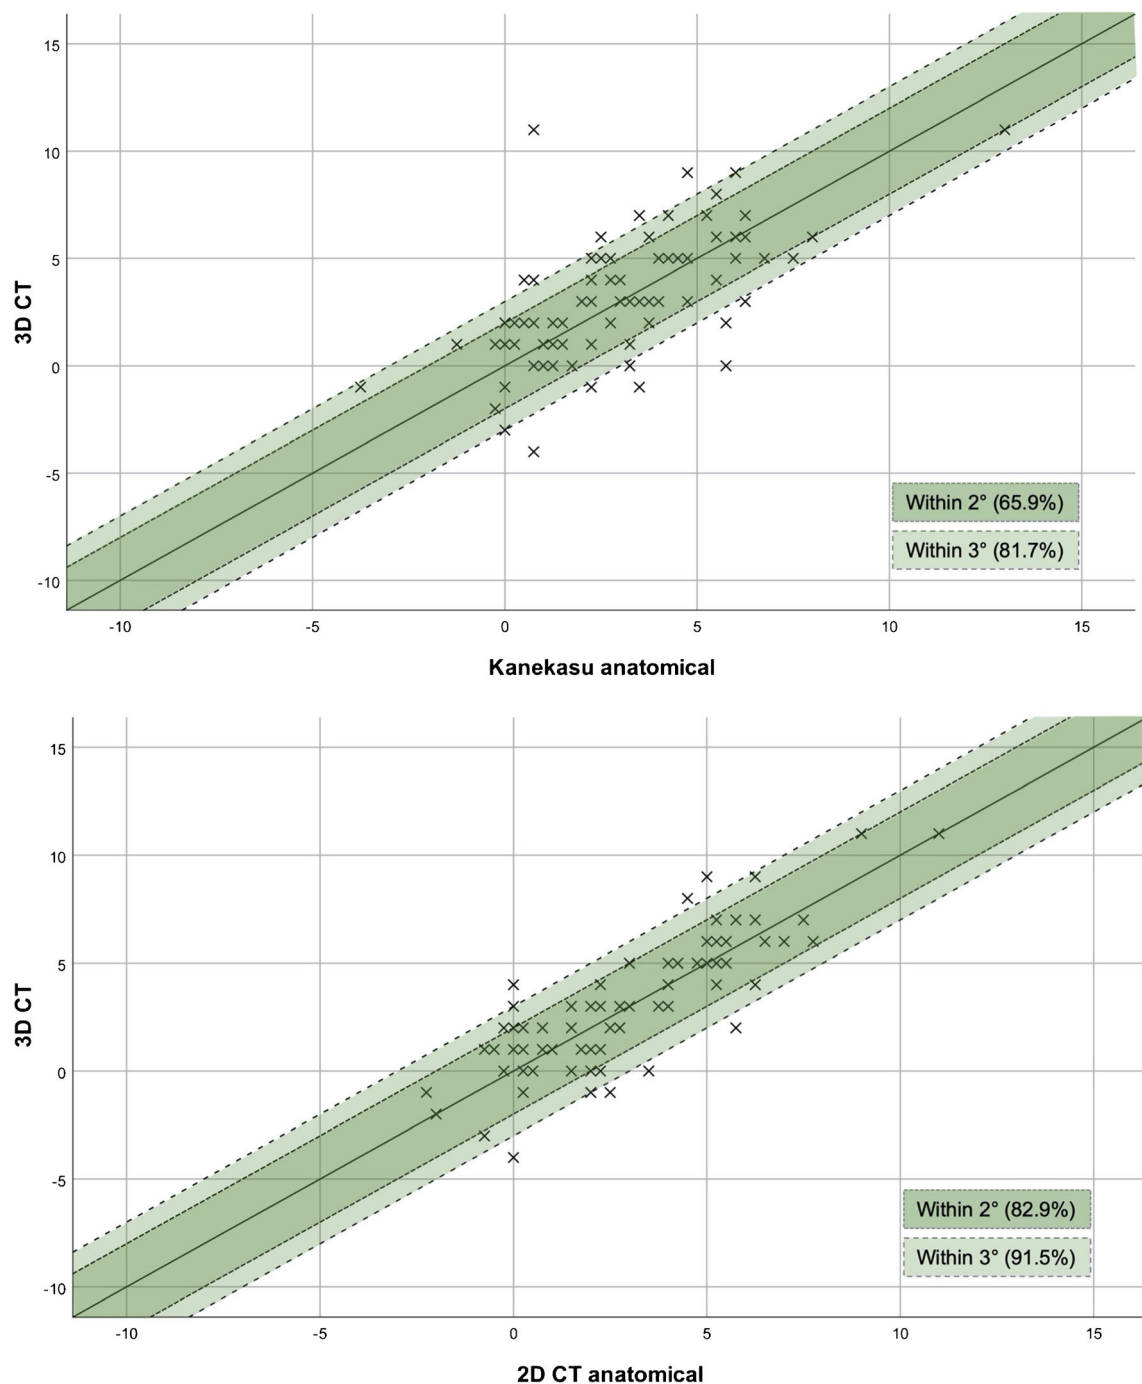 15
10
5
0
-5
-10
3D CT
Within 2° (65.9%)
Within 3° (81.7%)
-10 -5 0 5 10 15
Kanekasu anatomical
15
10
5
0
-5
-10
3D CT
Within 2° (82.9%)
Within 3° (91.5%)
-10 -5 0 5 10 15
2D CT anatomical